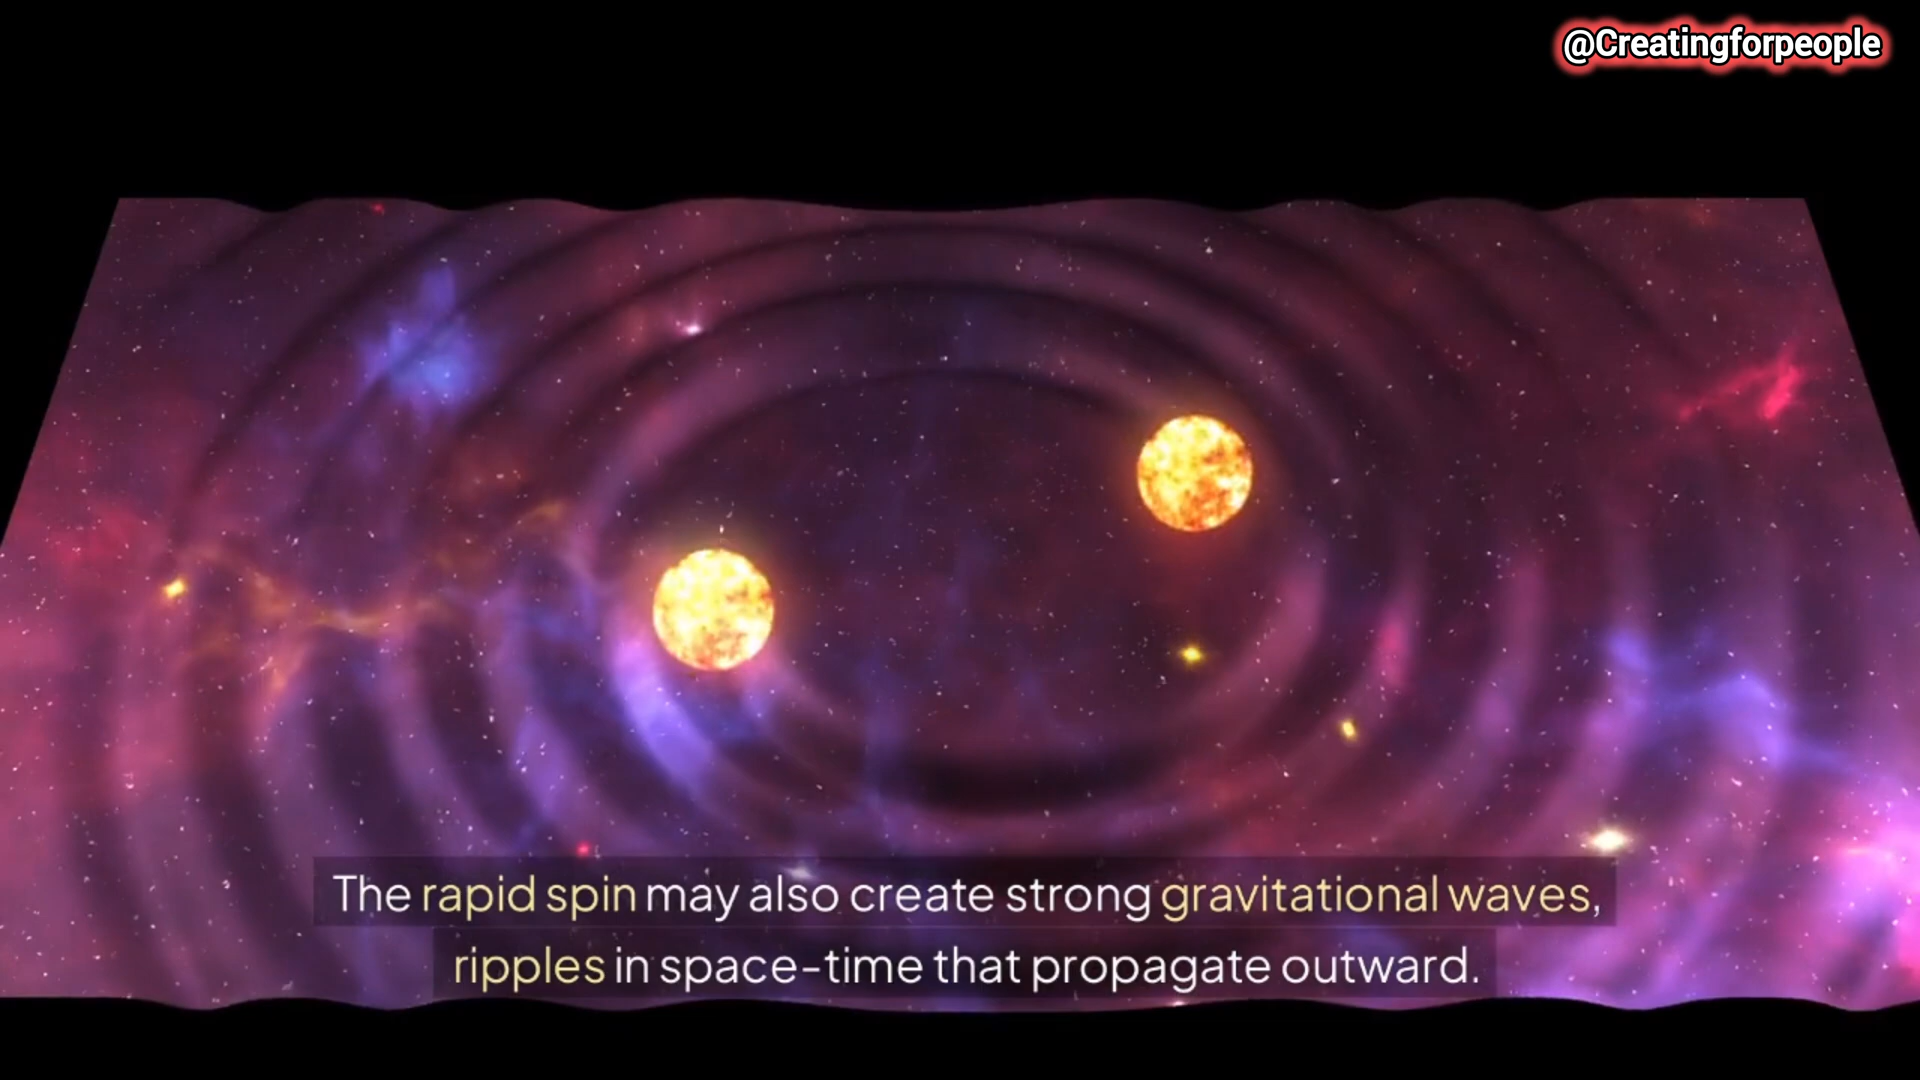 @Creatingforpeople
The rapid spin may also create strong gravitational waves,
ripples in space-time that propagate outward.